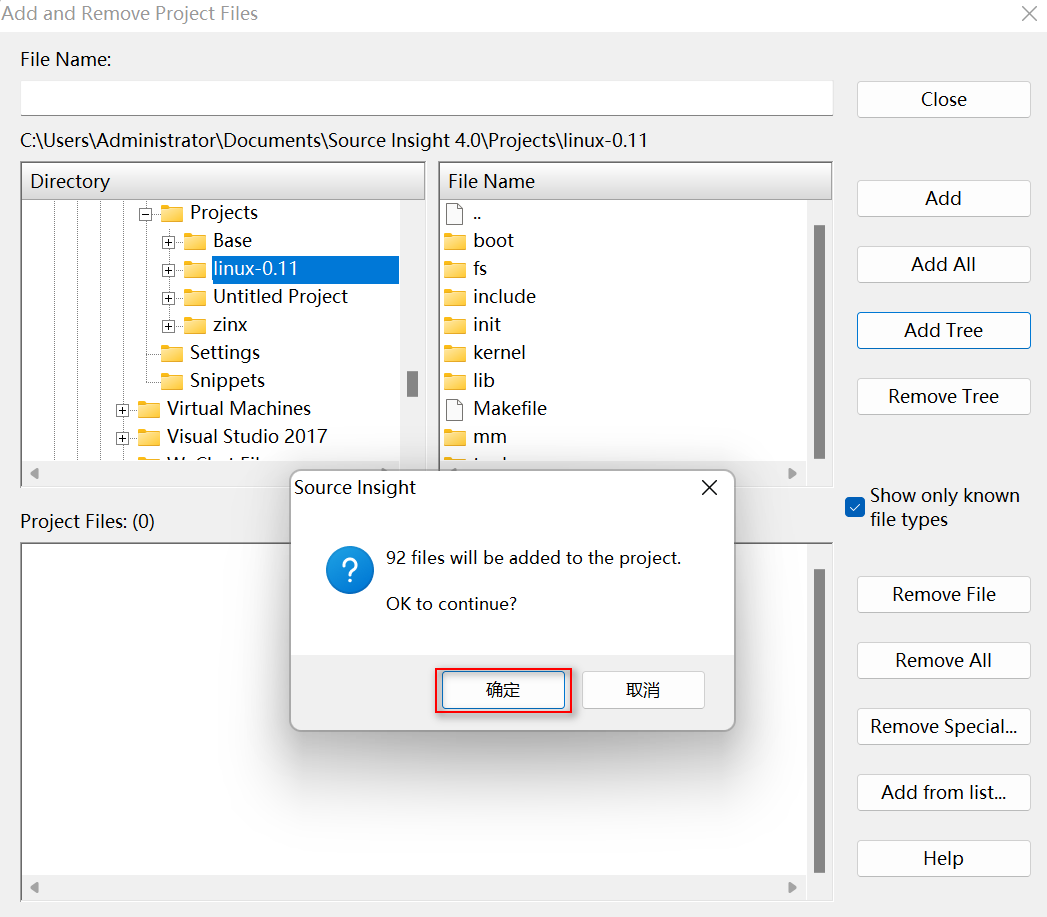 Add and Remove Project Files
File Name:
Close
C:\Users\Administrator\Documents\Source Insight 4.0\Projects\linux-0.11
Directory
Projects
Base
linux-0.11
Untitled Project
zinx
Settings
Snippets
Virtual Machines
Visual Studio 2017
File Name
..
boot
fs
include
init
kernel
lib
Makefile
mm
Add
Add All
Add Tree
Remove Tree
Show only known
file types
Project Files: (0)
Source Insight
92 files will be added to the project.
OK to continue?
确定
取消
Remove File
Remove All
Remove Special...
Add from list...
Help